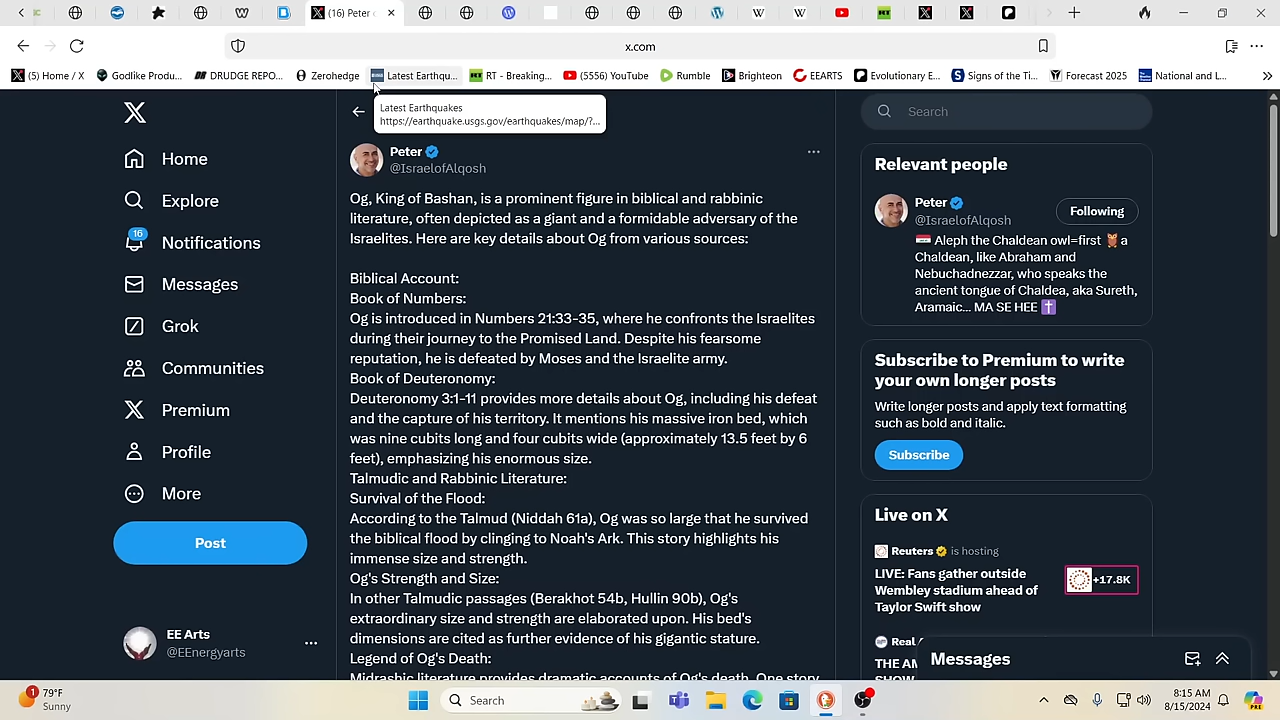 (16) Peter
x.com
(5) Home / X
Godlike Produ...
DRUDGE REPO...
Zerohedge
Latest Earthqu...
RT - Breaking...
(5556) YouTube
Rumble
Brighteon
EEARTS
Evolutionary E...
Signs of the Ti...
Forecast 2025
National and L...
Latest Earthquakes
https://earthquake.usgs.gov/earthquakes/map/?...
Home
Explore
16
Notifications
Messages
Grok
Communities
Premium
Profile
More
Post
EE Arts
@EEnergyarts
Peter
@IsraelofAlqosh
Og, King of Bashan, is a prominent figure in biblical and rabbinic
literature, often depicted as a giant and a formidable adversary of the
Israelites. Here are key details about Og from various sources:
Biblical Account:
Book of Numbers:
Og is introduced in Numbers 21:33-35, where he confronts the Israelites
during their journey to the Promised Land. Despite his fearsome
reputation, he is defeated by Moses and the Israelite army.
Book of Deuteronomy:
Deuteronomy 3:1-11 provides more details about Og, including his defeat
and the capture of his territory. It mentions his massive iron bed, which
was nine cubits long and four cubits wide (approximately 13.5 feet by 6
feet), emphasizing his enormous size.
Talmudic and Rabbinic Literature:
Survival of the Flood:
According to the Talmud (Niddah 61a), Og was so large that he survived
the biblical flood by clinging to Noah's Ark. This story highlights his
immense size and strength.
Og's Strength and Size:
In other Talmudic passages (Berakhot 54b, Hullin 90b), Og's
extraordinary size and strength are elaborated upon. His bed's
dimensions are cited as further evidence of his gigantic stature.
Legend of Og's Death:
Midrashic literature provides dramatic accounts of Og's death. One story
Search
Relevant people
Peter
@IsraelofAlqosh
Following
Aleph the Chaldean owl=first 🦉a
Chaldean, like Abraham and
Nebuchadnezzar, who speaks the
ancient tongue of Chaldea, aka Sureth,
Aramaic... MA SE HEE ✝️
Subscribe to Premium to write
your own longer posts
Write longer posts and apply text formatting
such as bold and italic.
Subscribe
Live on X
Reuters is hosting
LIVE: Fans gather outside
Wembley stadium ahead of
Taylor Swift show
+17.8K
Real
THE AM
SHOW
Messages
1
79°F
Sunny
Search
8:15 AM
8/15/2024